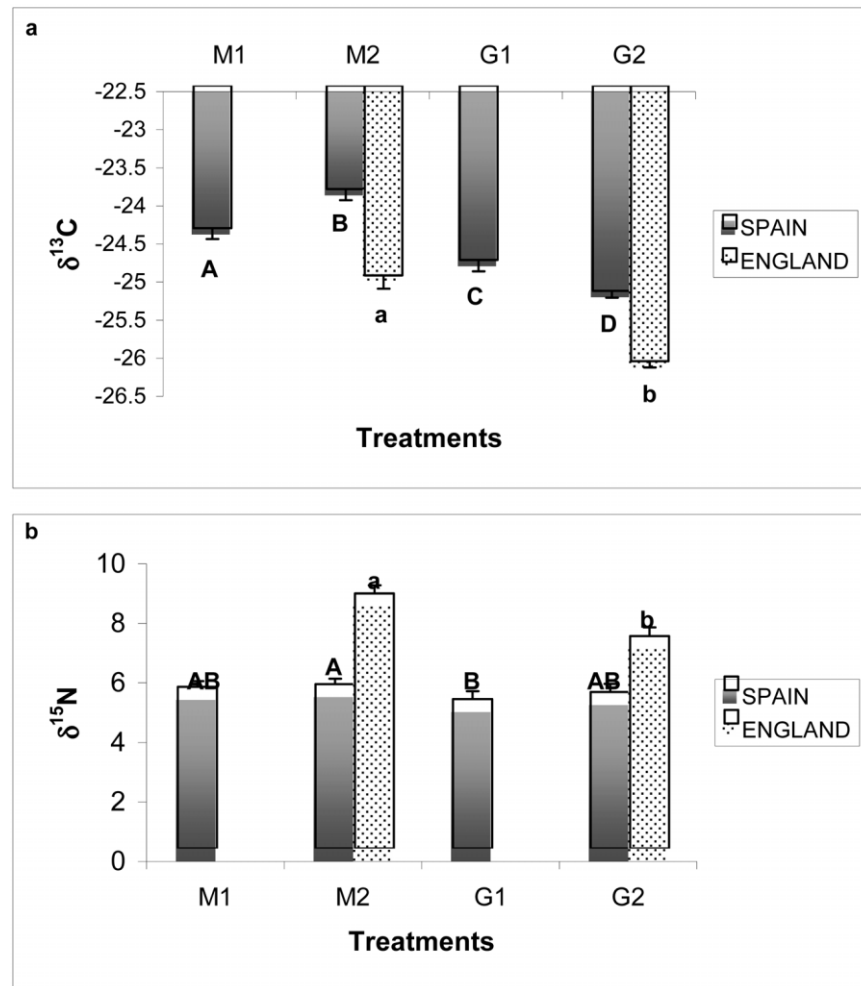 a
M1 M2 G1 G2
-22.5
-23
-23.5
-24
-24.5
-25
-25.5
-26
-26.5
δ¹³C
A
B
a
C
D
b
SPAIN
ENGLAND
Treatments
b
10
8
6
4
2
0
δ¹⁵N
AB
A
a
B
AB
b
SPAIN
ENGLAND
M1 M2 G1 G2
Treatments